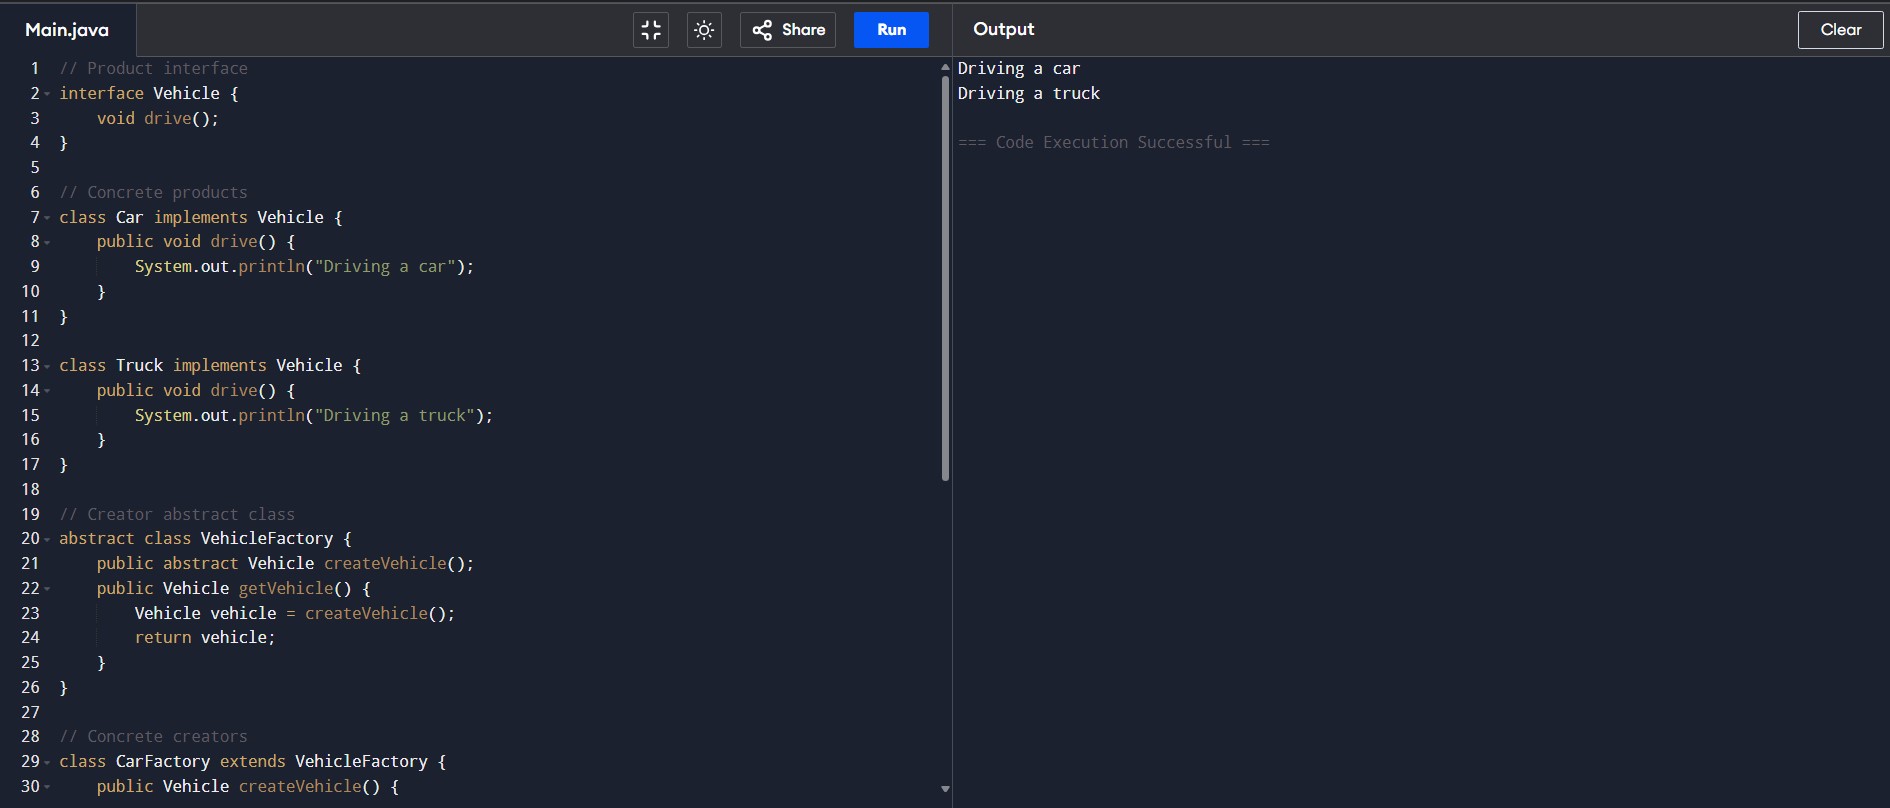 Main.java
Share
Run
Output
Clear
1 // Product interface
2 interface Vehicle {
3     void drive();
4 }
5
6 // Concrete products
7 class Car implements Vehicle {
8     public void drive() {
9         System.out.println("Driving a car");
10     }
11 }
12
13 class Truck implements Vehicle {
14     public void drive() {
15         System.out.println("Driving a truck");
16     }
17 }
18
19 // Creator abstract class
20 abstract class VehicleFactory {
21     public abstract Vehicle createVehicle();
22     public Vehicle getVehicle() {
23         Vehicle vehicle = createVehicle();
24         return vehicle;
25     }
26 }
27
28 // Concrete creators
29 class CarFactory extends VehicleFactory {
30     public Vehicle createVehicle() {
Driving a car
Driving a truck
=== Code Execution Successful ===